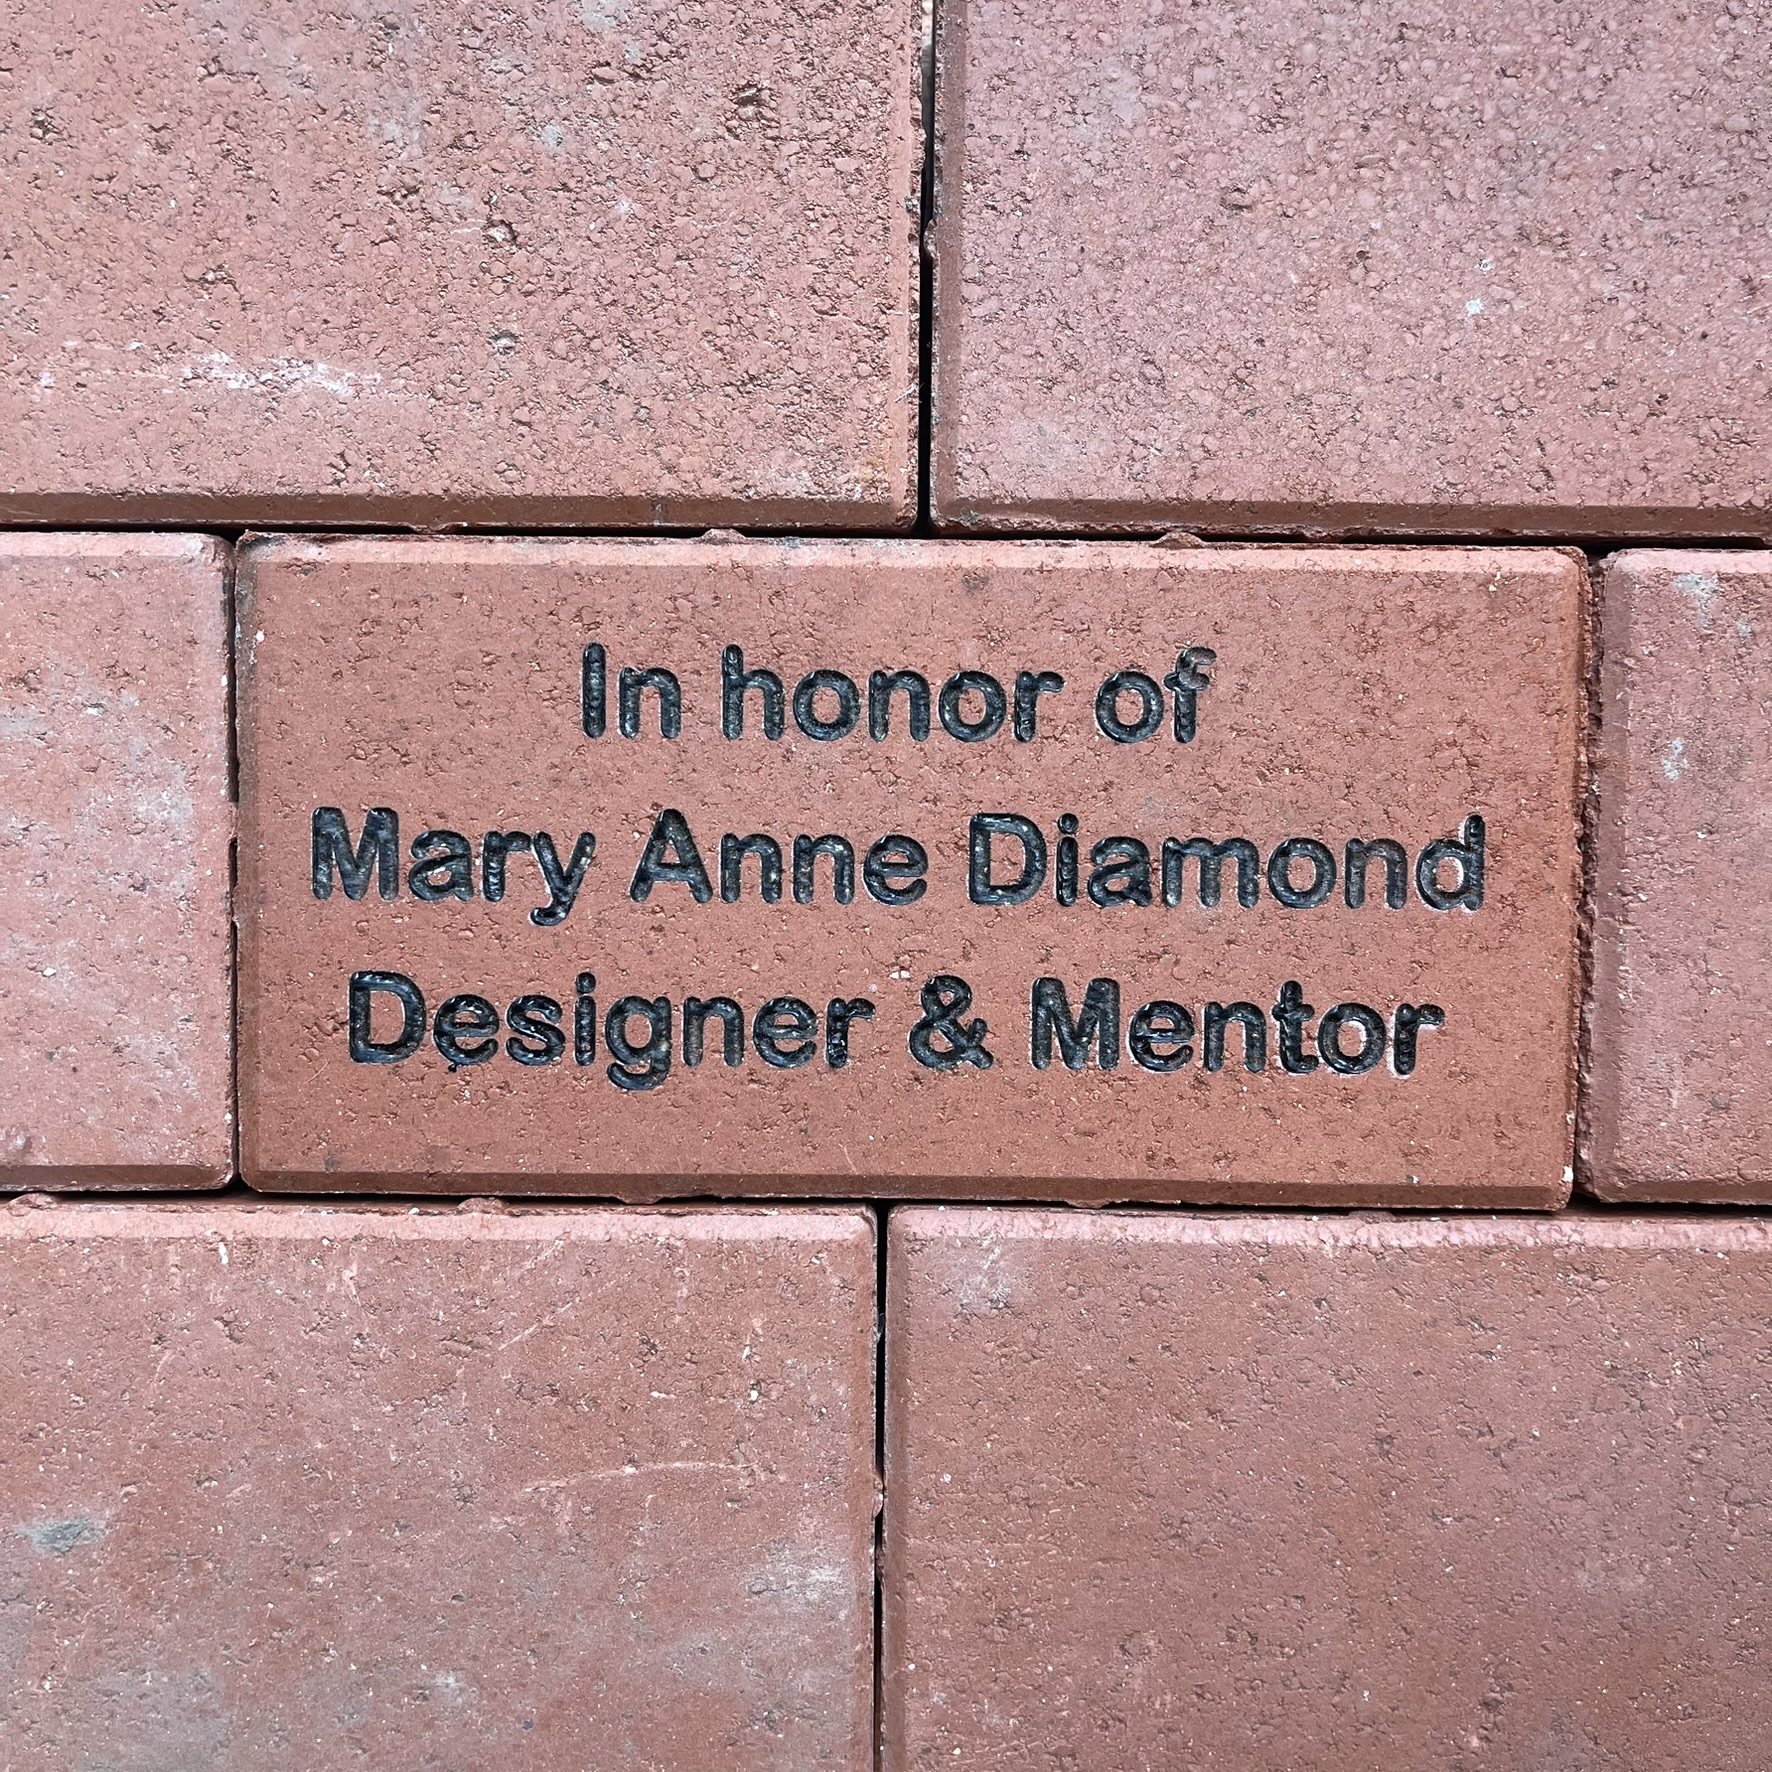 In honor of
Mary Anne Diamond
Designer & Mentor